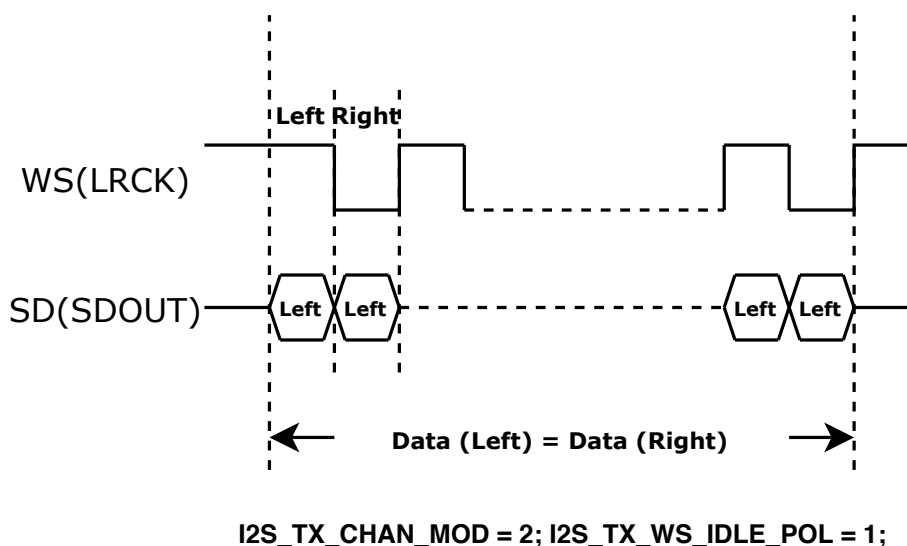 Left Right
WS(LRCK)
SD(SDOUT)
Left Left Left Left
Data (Left) = Data (Right)
I2S_TX_CHAN_MOD = 2; I2S_TX_WS_IDLE_POL = 1;